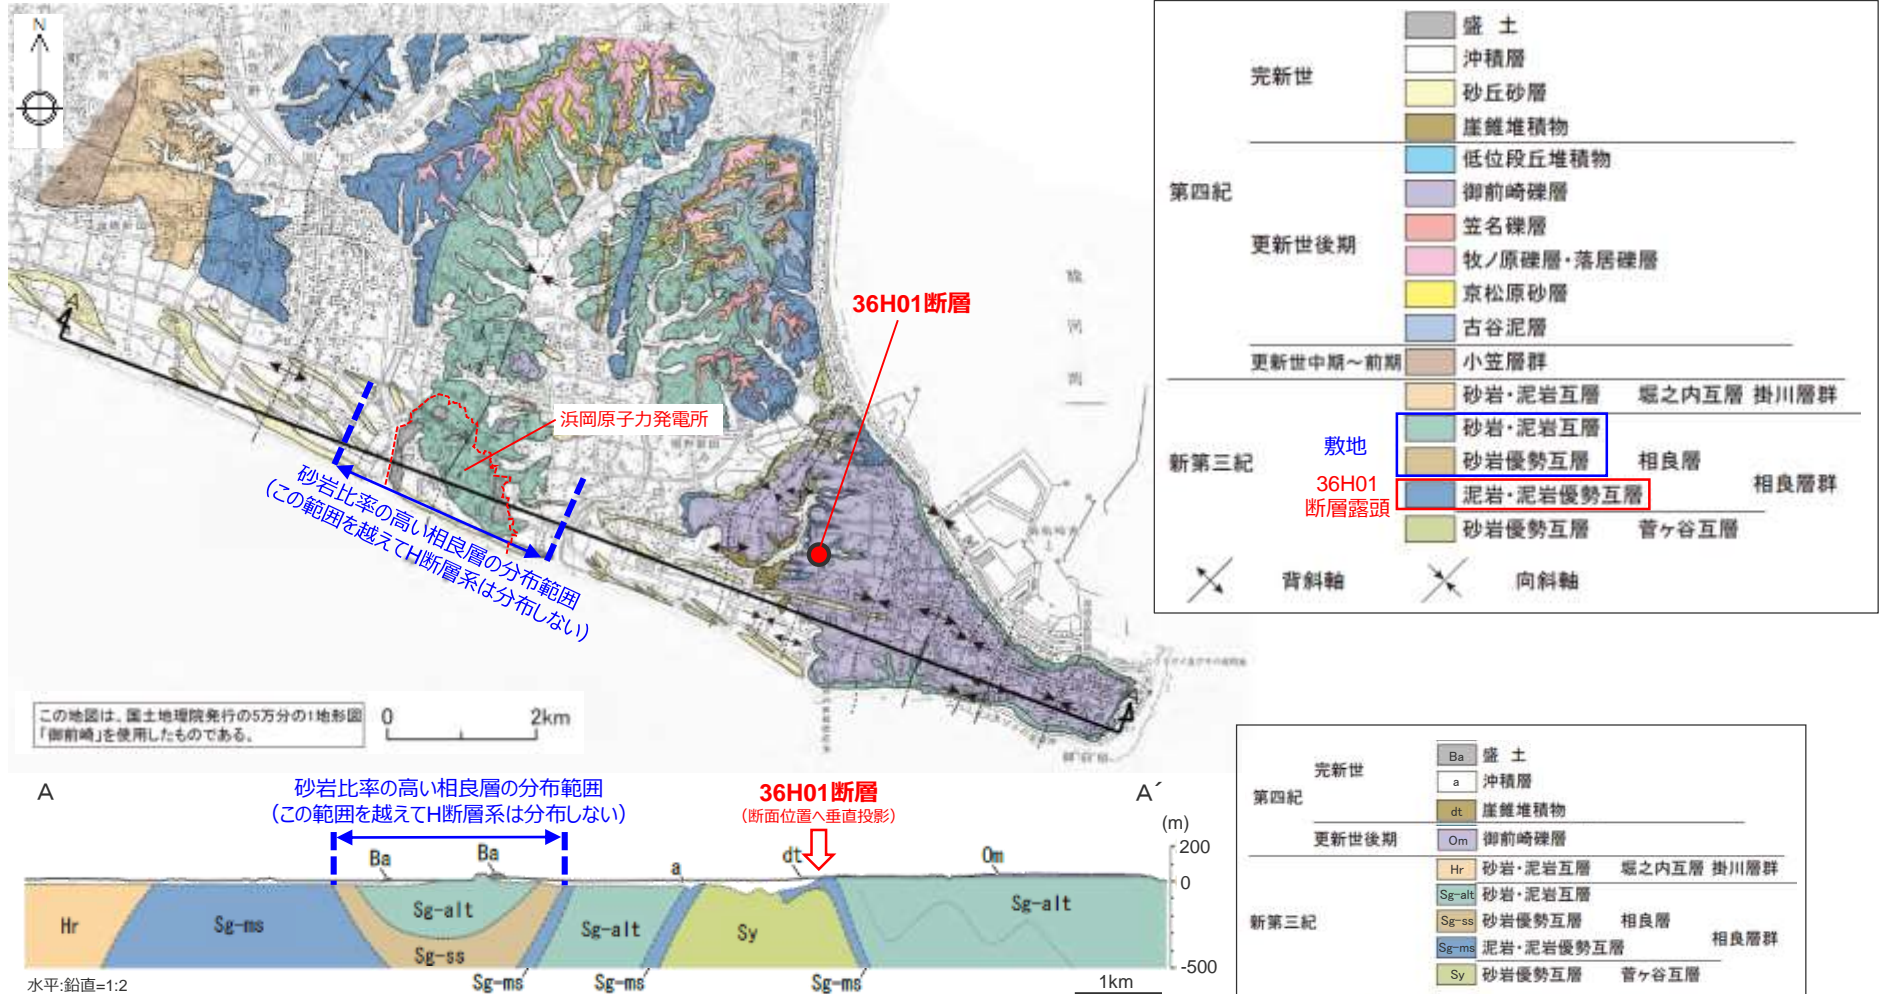 N
A
36H01断層
浜岡原子力発電所
砂岩比率の高い相良層の分布範囲
(この範囲を越えてH断層系は分布しない)
この地図は、国土地理院発行の5万分の1地形図
「御前崎」を使用したものである。
0 2km
完新世
盛 土
沖積層
砂丘砂層
崖錐堆積物
第四紀
更新世後期
低位段丘堆積物
御前崎礫層
笠名礫層
牧ノ原礫層・落居礫層
京松原砂層
古谷泥層
更新世中期～前期 小笠層群
新第三紀
砂岩・泥岩互層 堀之内互層 掛川層群
敷地
砂岩・泥岩互層
砂岩優勢互層 相良層
36H01
断層露頭
泥岩・泥岩優勢互層
相良層群
砂岩優勢互層 菅ヶ谷互層
背斜軸 向斜軸
A
砂岩比率の高い相良層の分布範囲
(この範囲を越えてH断層系は分布しない)
36H01断層
(断面位置へ垂直投影)
A´
(m)
200
0
-500
Ba
Ba
a
dt
Om
Hr
Sg-ms
Sg-alt
Sg-ss
Sg-alt
Sy
Sg-alt
Sg-ms
Sg-ms
Sg-ms
水平:鉛直=1:2
1km
第四紀
完新世
Ba 盛 土
a 沖積層
dt 崖錐堆積物
更新世後期 Om 御前崎礫層
新第三紀
Hr 砂岩・泥岩互層 堀之内互層 掛川層群
Sg-alt 砂岩・泥岩互層
Sg-ss 砂岩優勢互層 相良層
Sg-ms 泥岩・泥岩優勢互層
相良層群
Sy 砂岩優勢互層 菅ヶ谷互層